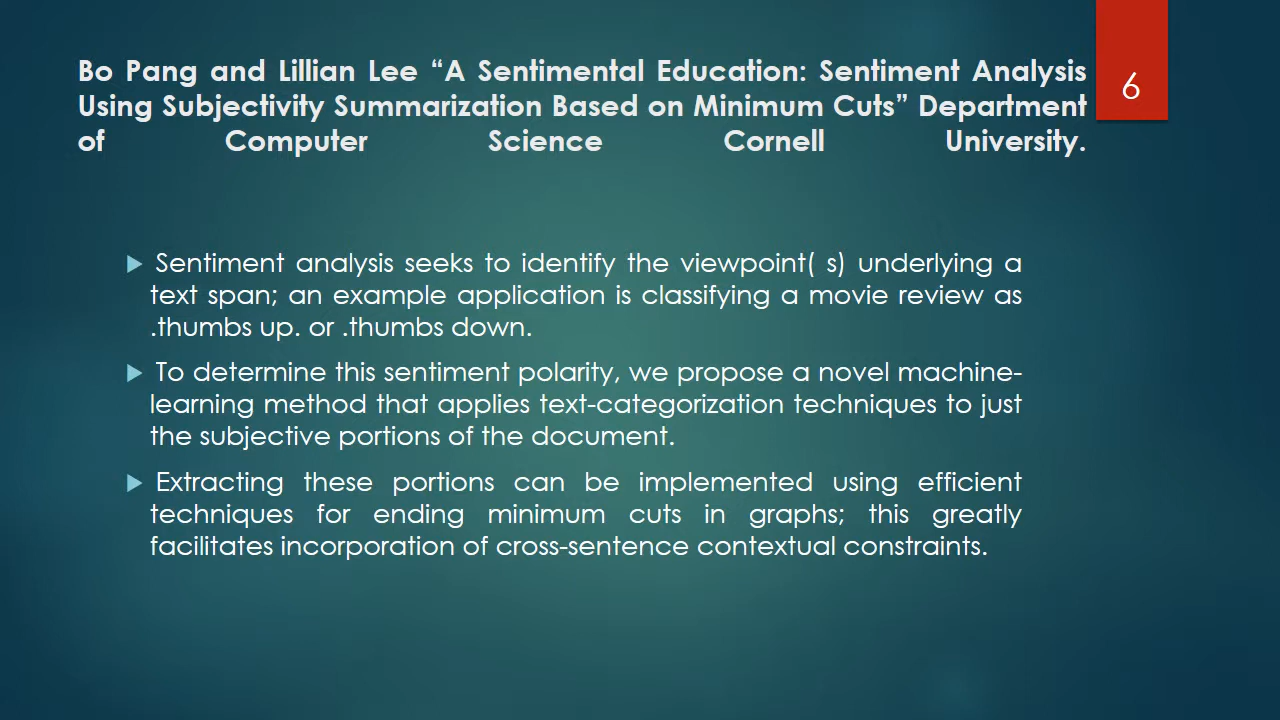 Bo Pang and Lillian Lee “A Sentimental Education: Sentiment Analysis
Using Subjectivity Summarization Based on Minimum Cuts” Department
of Computer Science Cornell University.
6
Sentiment analysis seeks to identify the viewpoint( s) underlying a
text span; an example application is classifying a movie review as
.thumbs up. or .thumbs down.
To determine this sentiment polarity, we propose a novel machine-
learning method that applies text-categorization techniques to just
the subjective portions of the document.
Extracting these portions can be implemented using efficient
techniques for ending minimum cuts in graphs; this greatly
facilitates incorporation of cross-sentence contextual constraints.